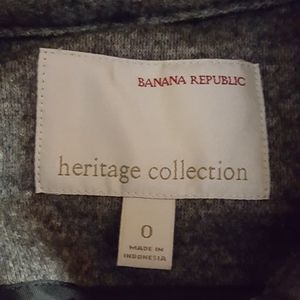 BANANA REPUBLIC
heritage collection
0
MADE IN
INDONESIA